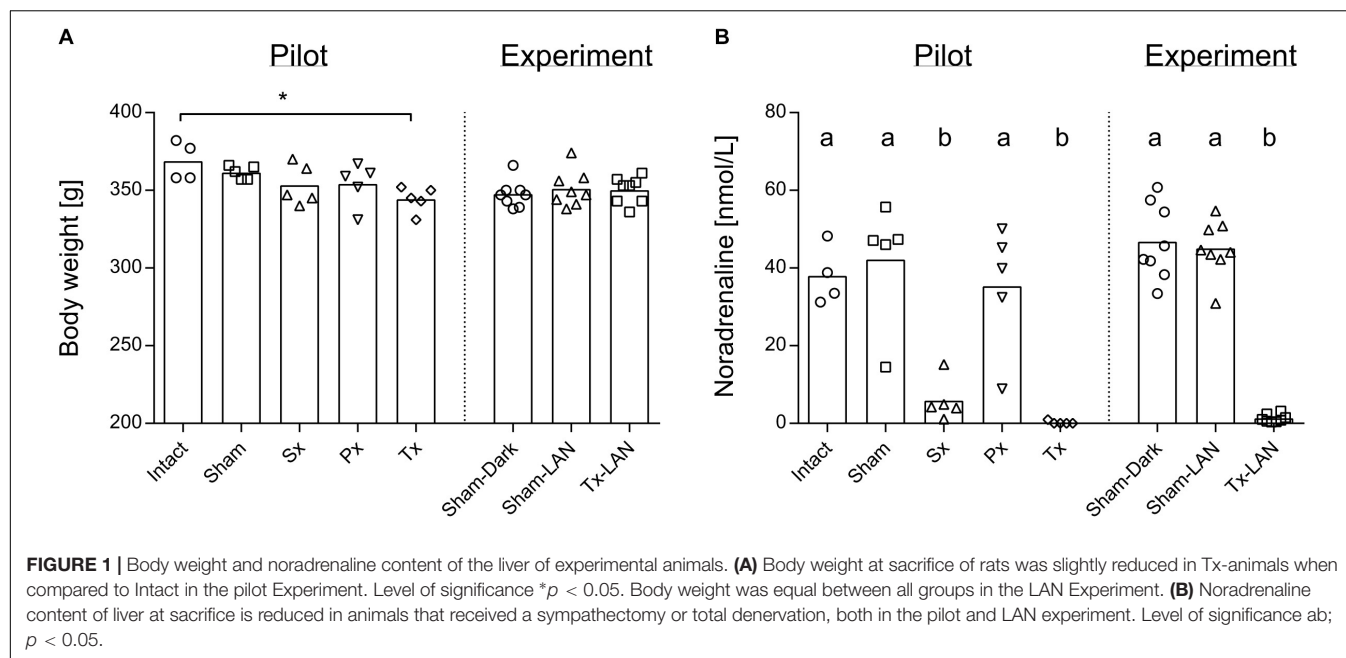 A
Pilot
Experiment
*
Body weight [g]
400
350
300
250
200
Intact
Sham
Sx
Px
Tx
Sham-Dark
Sham-LAN
Tx-LAN
B
Pilot
Experiment
a a b a b a a b
Noradrenaline [nmol/L]
80
60
40
20
0
Intact
Sham
Sx
Px
Tx
Sham-Dark
Sham-LAN
Tx-LAN
FIGURE 1 | Body weight and noradrenaline content of the liver of experimental animals. (A) Body weight at sacrifice of rats was slightly reduced in Tx-animals when
compared to Intact in the pilot Experiment. Level of significance *p < 0.05. Body weight was equal between all groups in the LAN Experiment. (B) Noradrenaline
content of liver at sacrifice is reduced in animals that received a sympathectomy or total denervation, both in the pilot and LAN experiment. Level of significance ab;
p < 0.05.